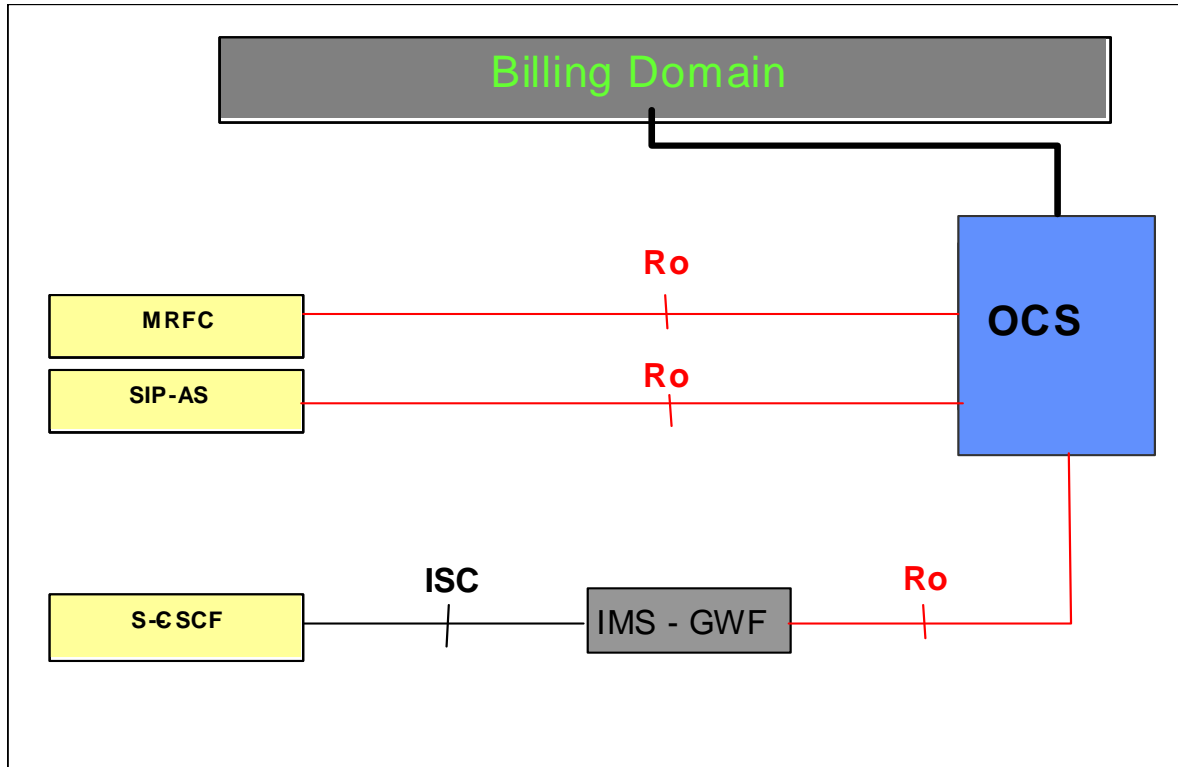 Billing Domain
Ro
MRFC
OCS
Ro
SIP-AS
ISC
Ro
S-CSCF
IMS - GWF